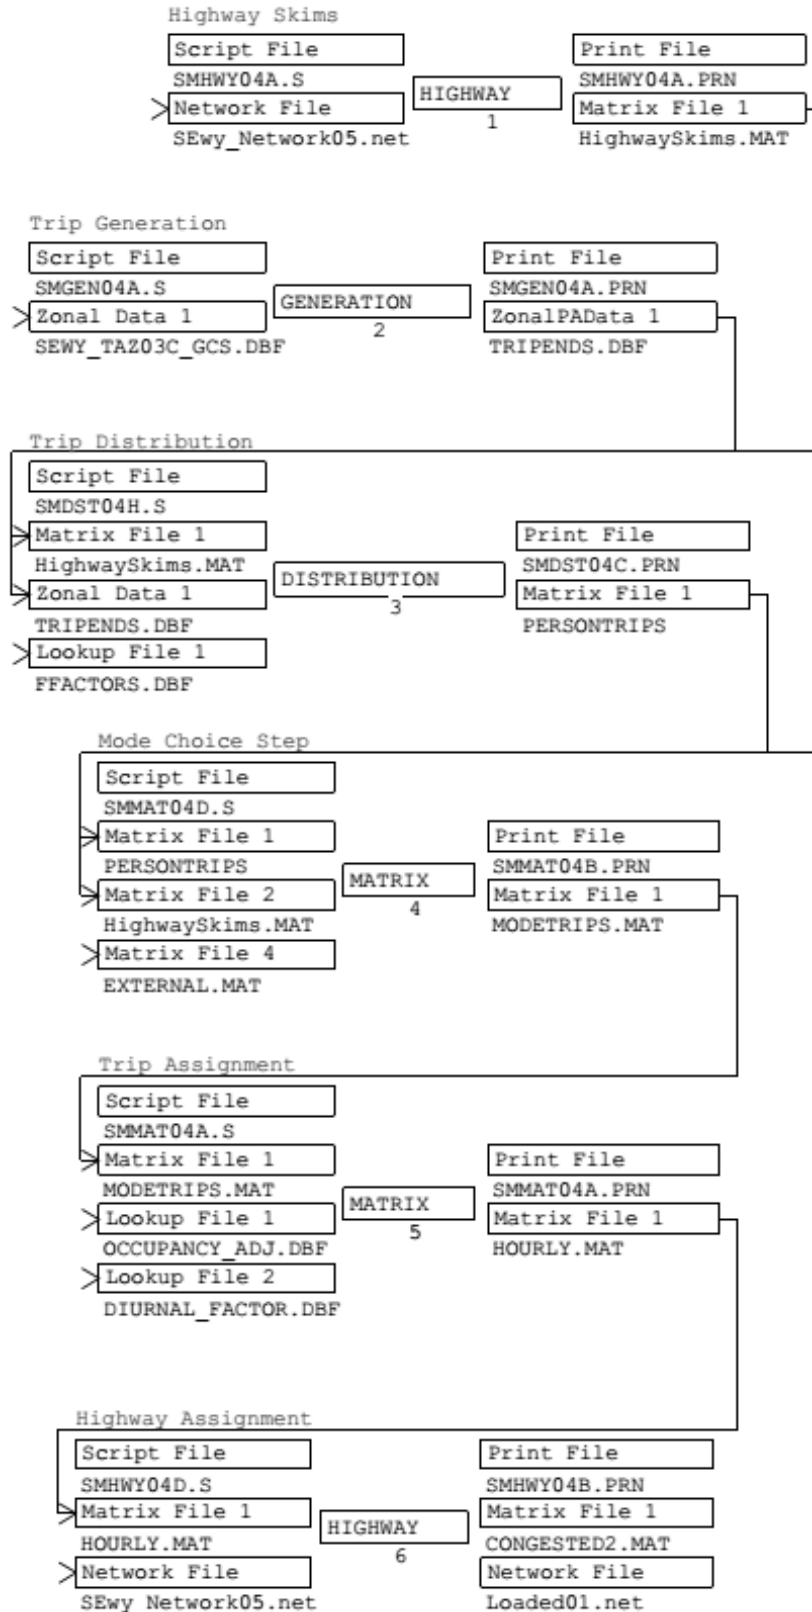 Highway Skims
Script File
SMHWY04A.S
Network File
SEwy_Network05.net
HIGHWAY
1
Print File
SMHWY04A.PRN
Matrix File 1
HighwaySkims.MAT
Trip Generation
Script File
SMGEN04A.S
Zonal Data 1
SEWY_TAZ03C_GCS.DBF
GENERATION
2
Print File
SMGEN04A.PRN
ZonalPAData 1
TRIPENDS.DBF
Trip Distribution
Script File
SMDST04H.S
Matrix File 1
HighwaySkims.MAT
Zonal Data 1
TRIPENDS.DBF
Lookup File 1
FFACTORS.DBF
DISTRIBUTION
3
Print File
SMDST04C.PRN
Matrix File 1
PERSONTRIPS
Mode Choice Step
Script File
SMMAT04D.S
Matrix File 1
PERSONTRIPS
Matrix File 2
HighwaySkims.MAT
Matrix File 4
EXTERNAL.MAT
MATRIX
4
Print File
SMMAT04B.PRN
Matrix File 1
MODETRIPS.MAT
Trip Assignment
Script File
SMMAT04A.S
Matrix File 1
MODETRIPS.MAT
Lookup File 1
OCCUPANCY_ADJ.DBF
Lookup File 2
DIURNAL_FACTOR.DBF
MATRIX
5
Print File
SMMAT04A.PRN
Matrix File 1
HOURLY.MAT
Highway Assignment
Script File
SMHWY04D.S
Matrix File 1
HOURLY.MAT
Network File
SEwy_Network05.net
HIGHWAY
6
Print File
SMHWY04B.PRN
Matrix File 1
CONGESTED2.MAT
Network File
Loaded01.net